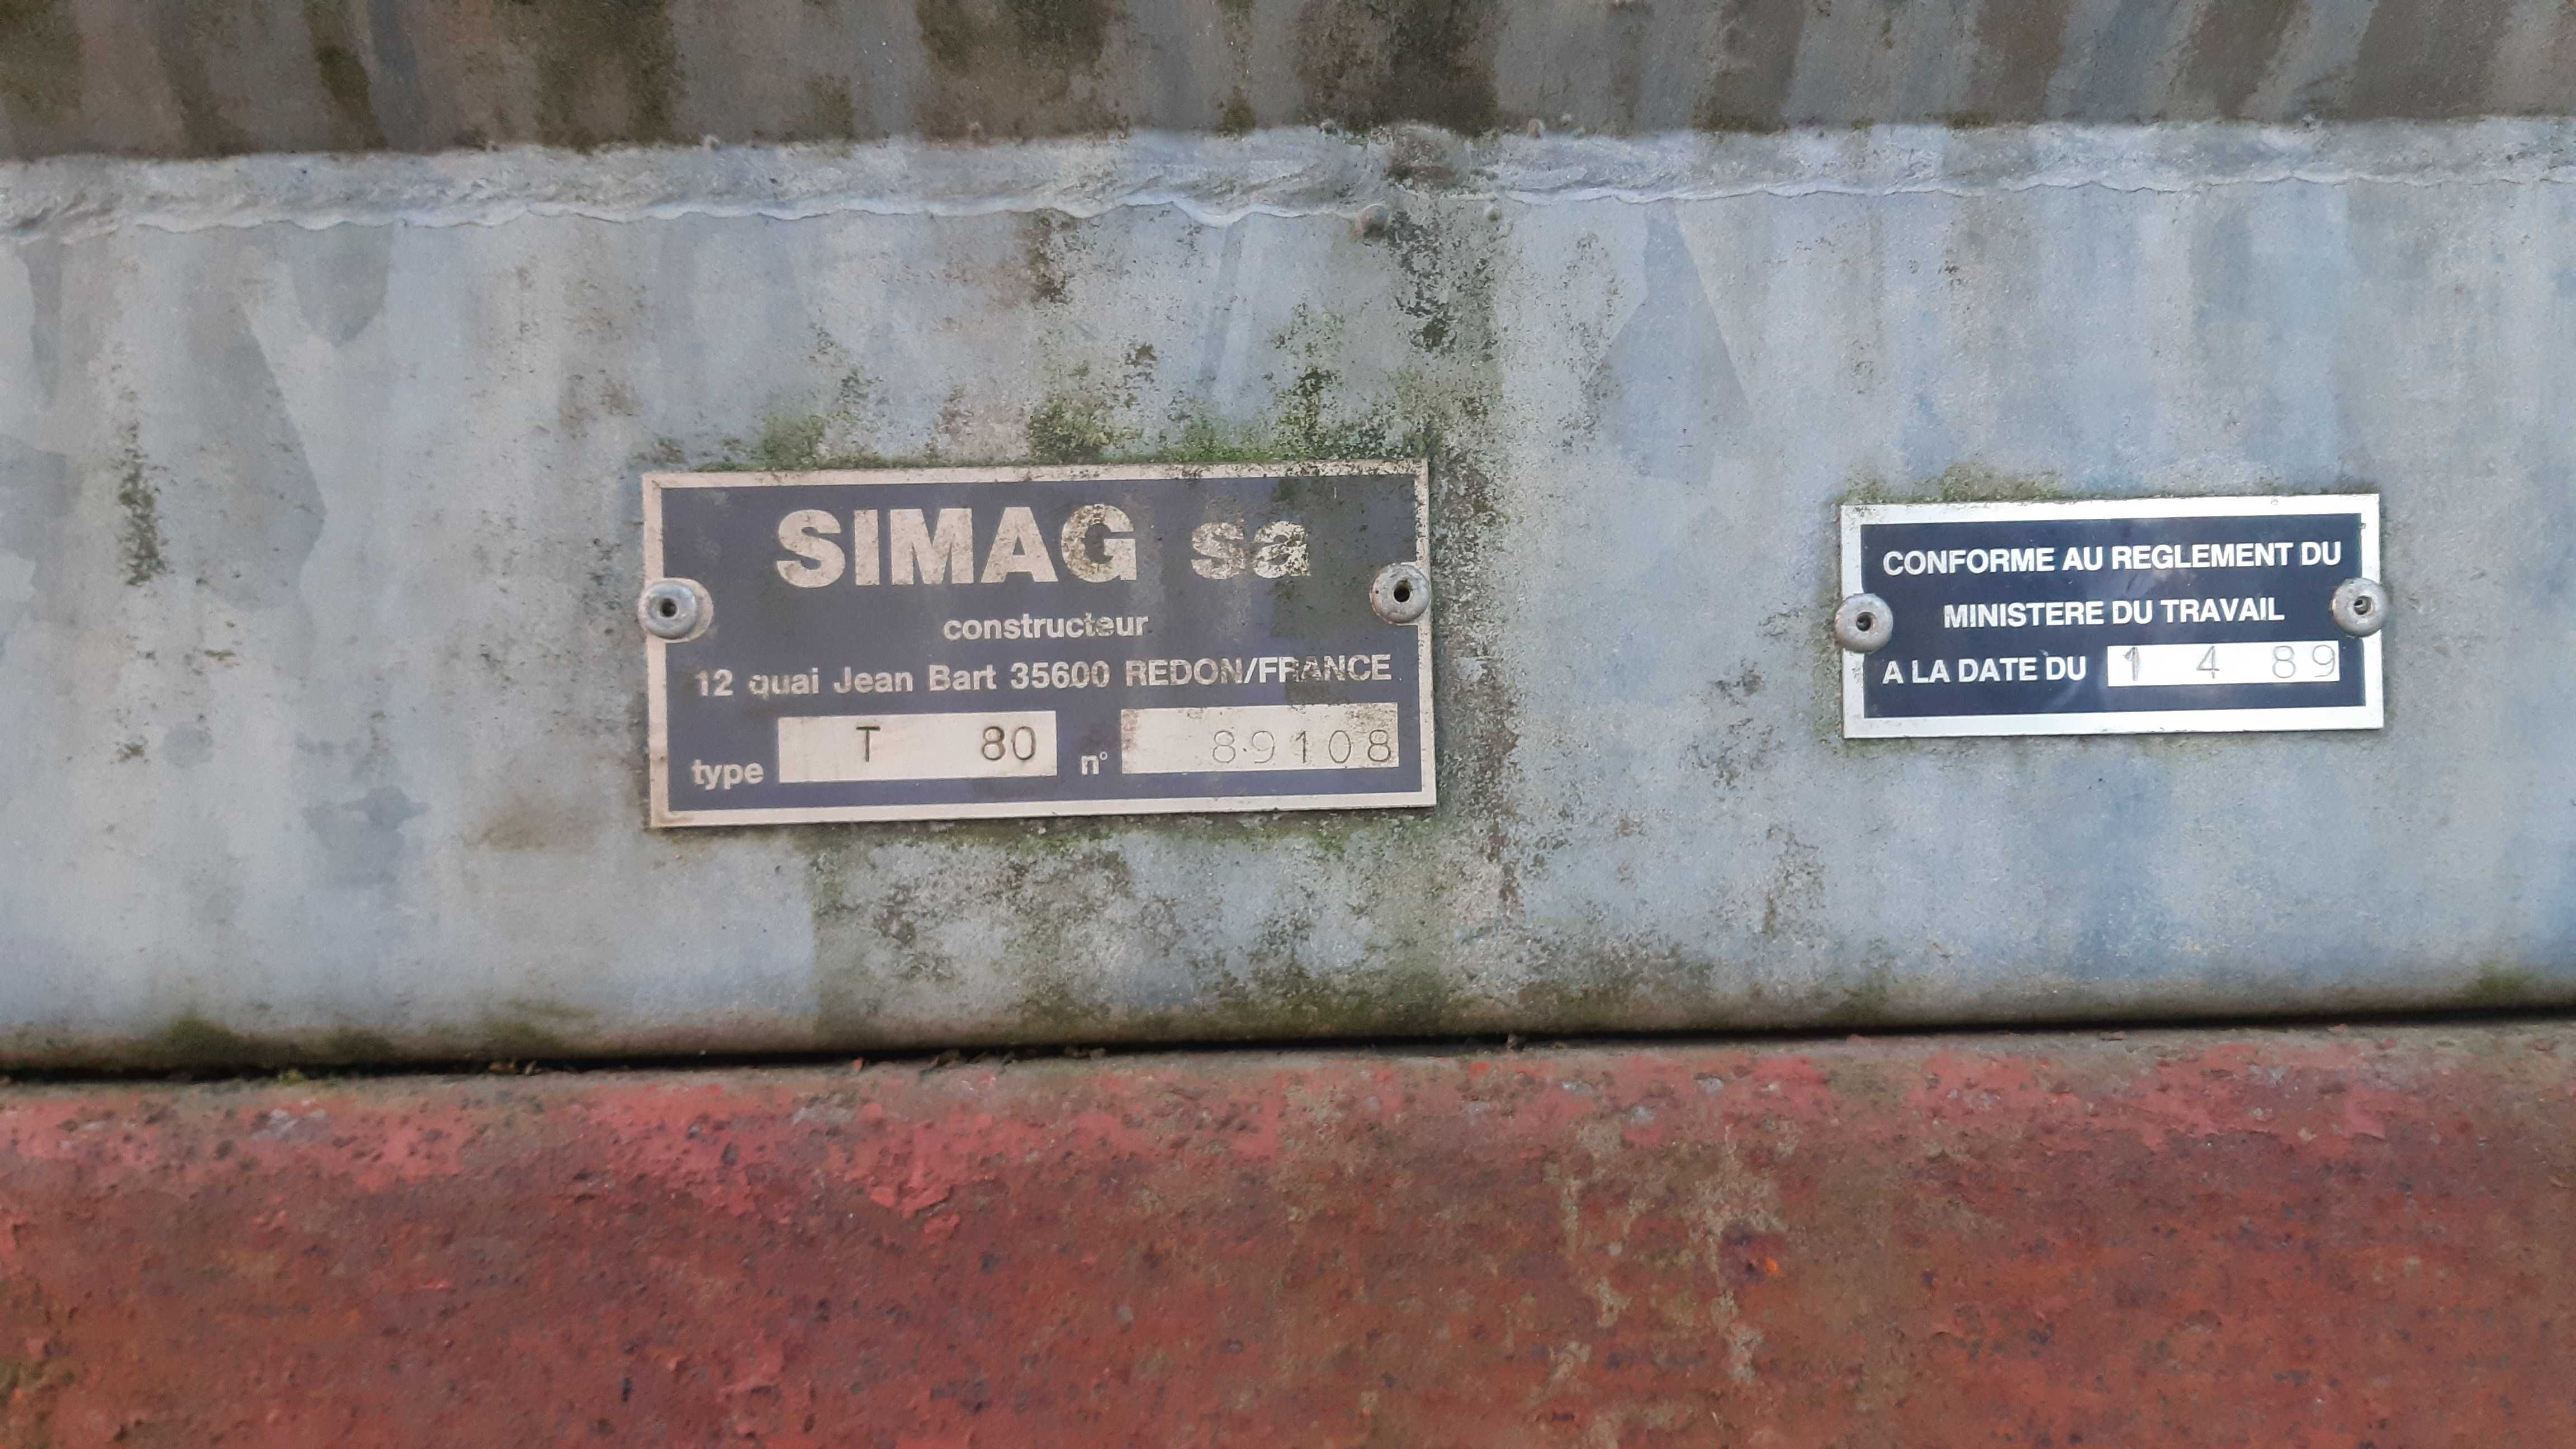 SIMAG sa
constructeur
12 quai Jean Bart 35600 REDON/FRANCE
type T 80 n° 89108
CONFORME AU REGLEMENT DU
MINISTERE DU TRAVAIL
A LA DATE DU 1 4 89